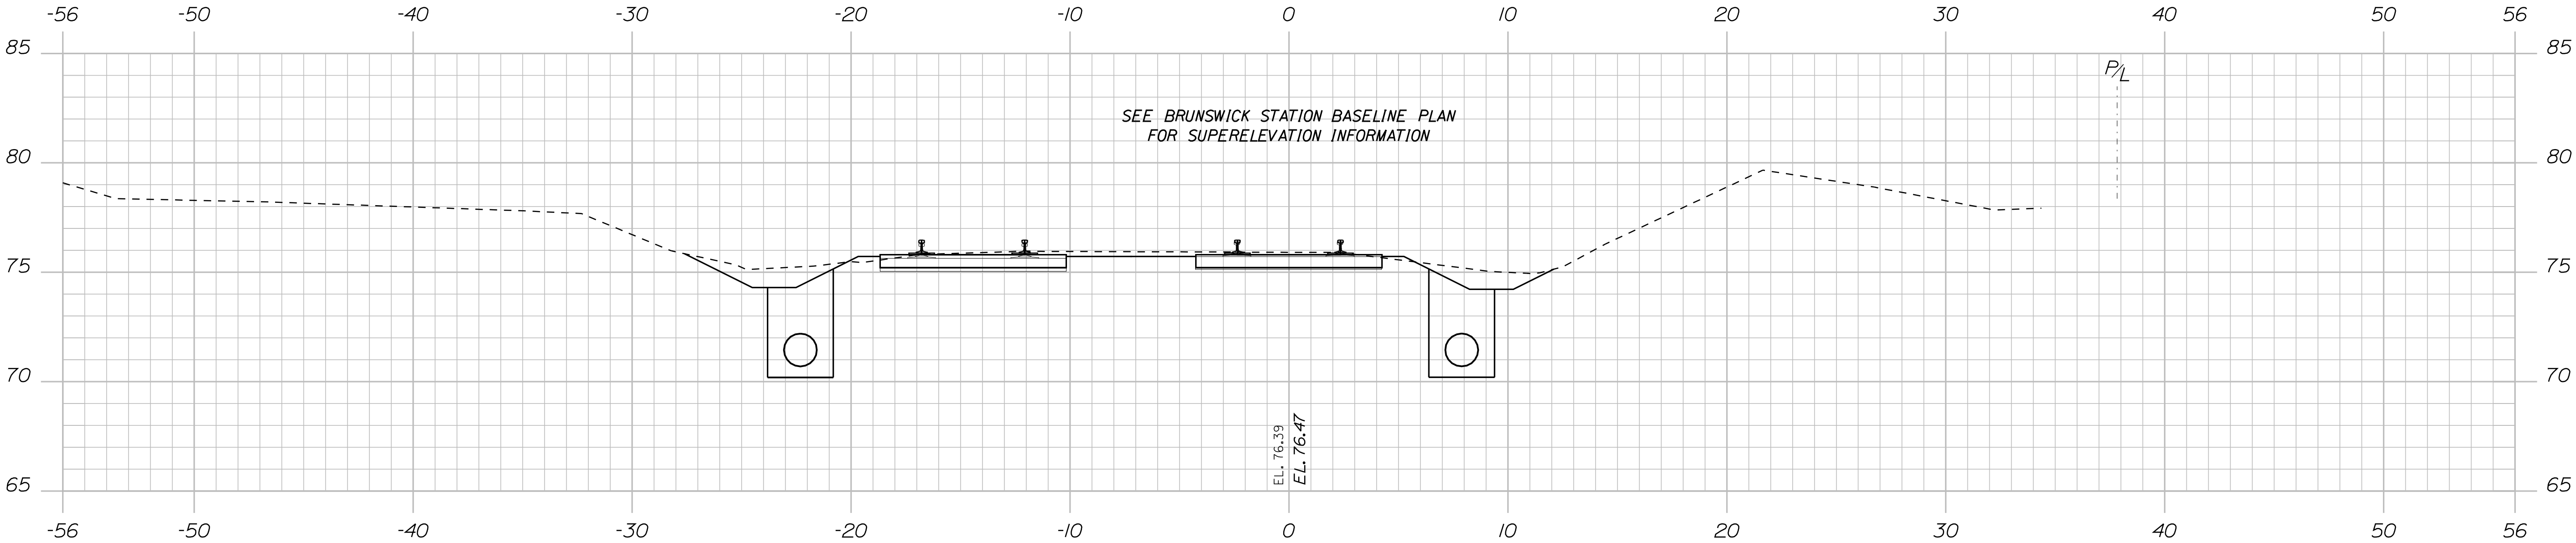 -56 -50 -40 -30 -20 -10 0 10 20 30 40 50 56
85 85
P/L
SEE BRUNSWICK STATION BASELINE PLAN
FOR SUPERELEVATION INFORMATION
80 80
75 75
70 70
EL. 76.39
EL. 76.47
65 65
-56 -50 -40 -30 -20 -10 0 10 20 30 40 50 56